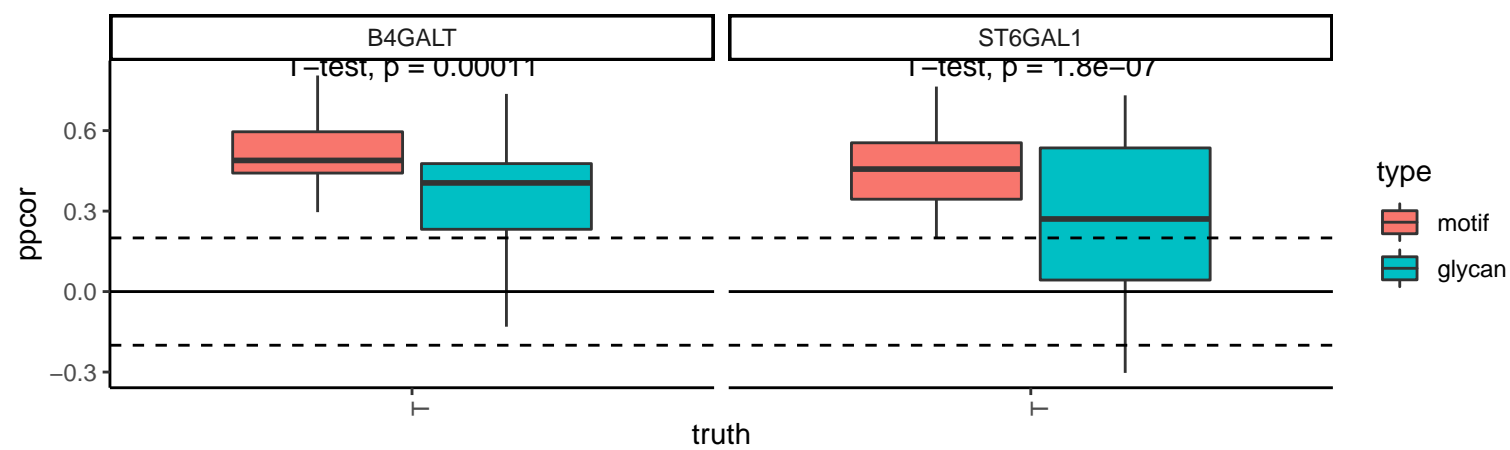 B4GALT
ST6GAL1
T−test, p = 0.00011
T−test, p = 1.8e−07
ppcor
0.6
0.3
0.0
−0.3
T
T
truth
type
motif
glycan